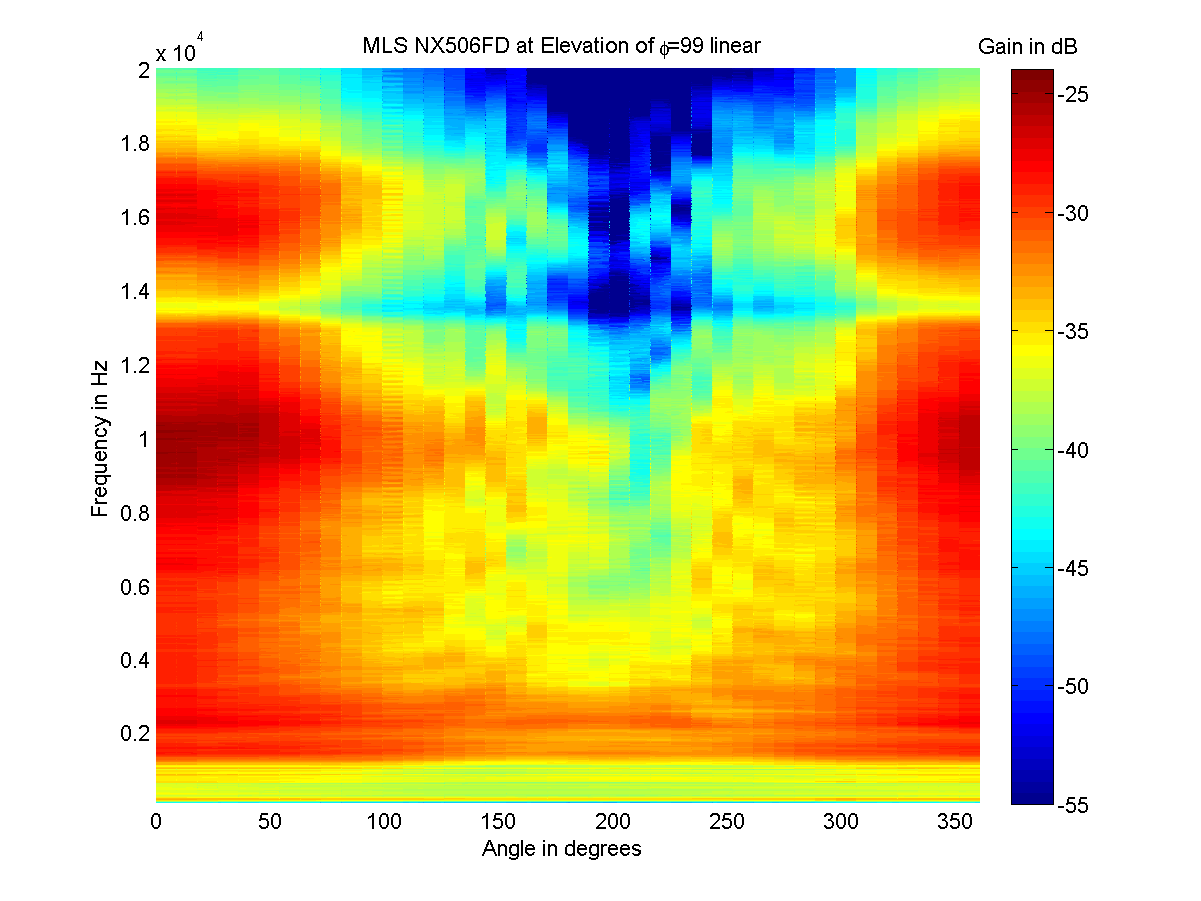 MLS NX506FD at Elevation of ϕ=99 linear
Gain in dB
x 10^4
2
1.8
1.6
1.4
1.2
1
0.8
0.6
0.4
0.2
Frequency in Hz
0 50 100 150 200 250 300 350
Angle in degrees
-25
-30
-35
-40
-45
-50
-55